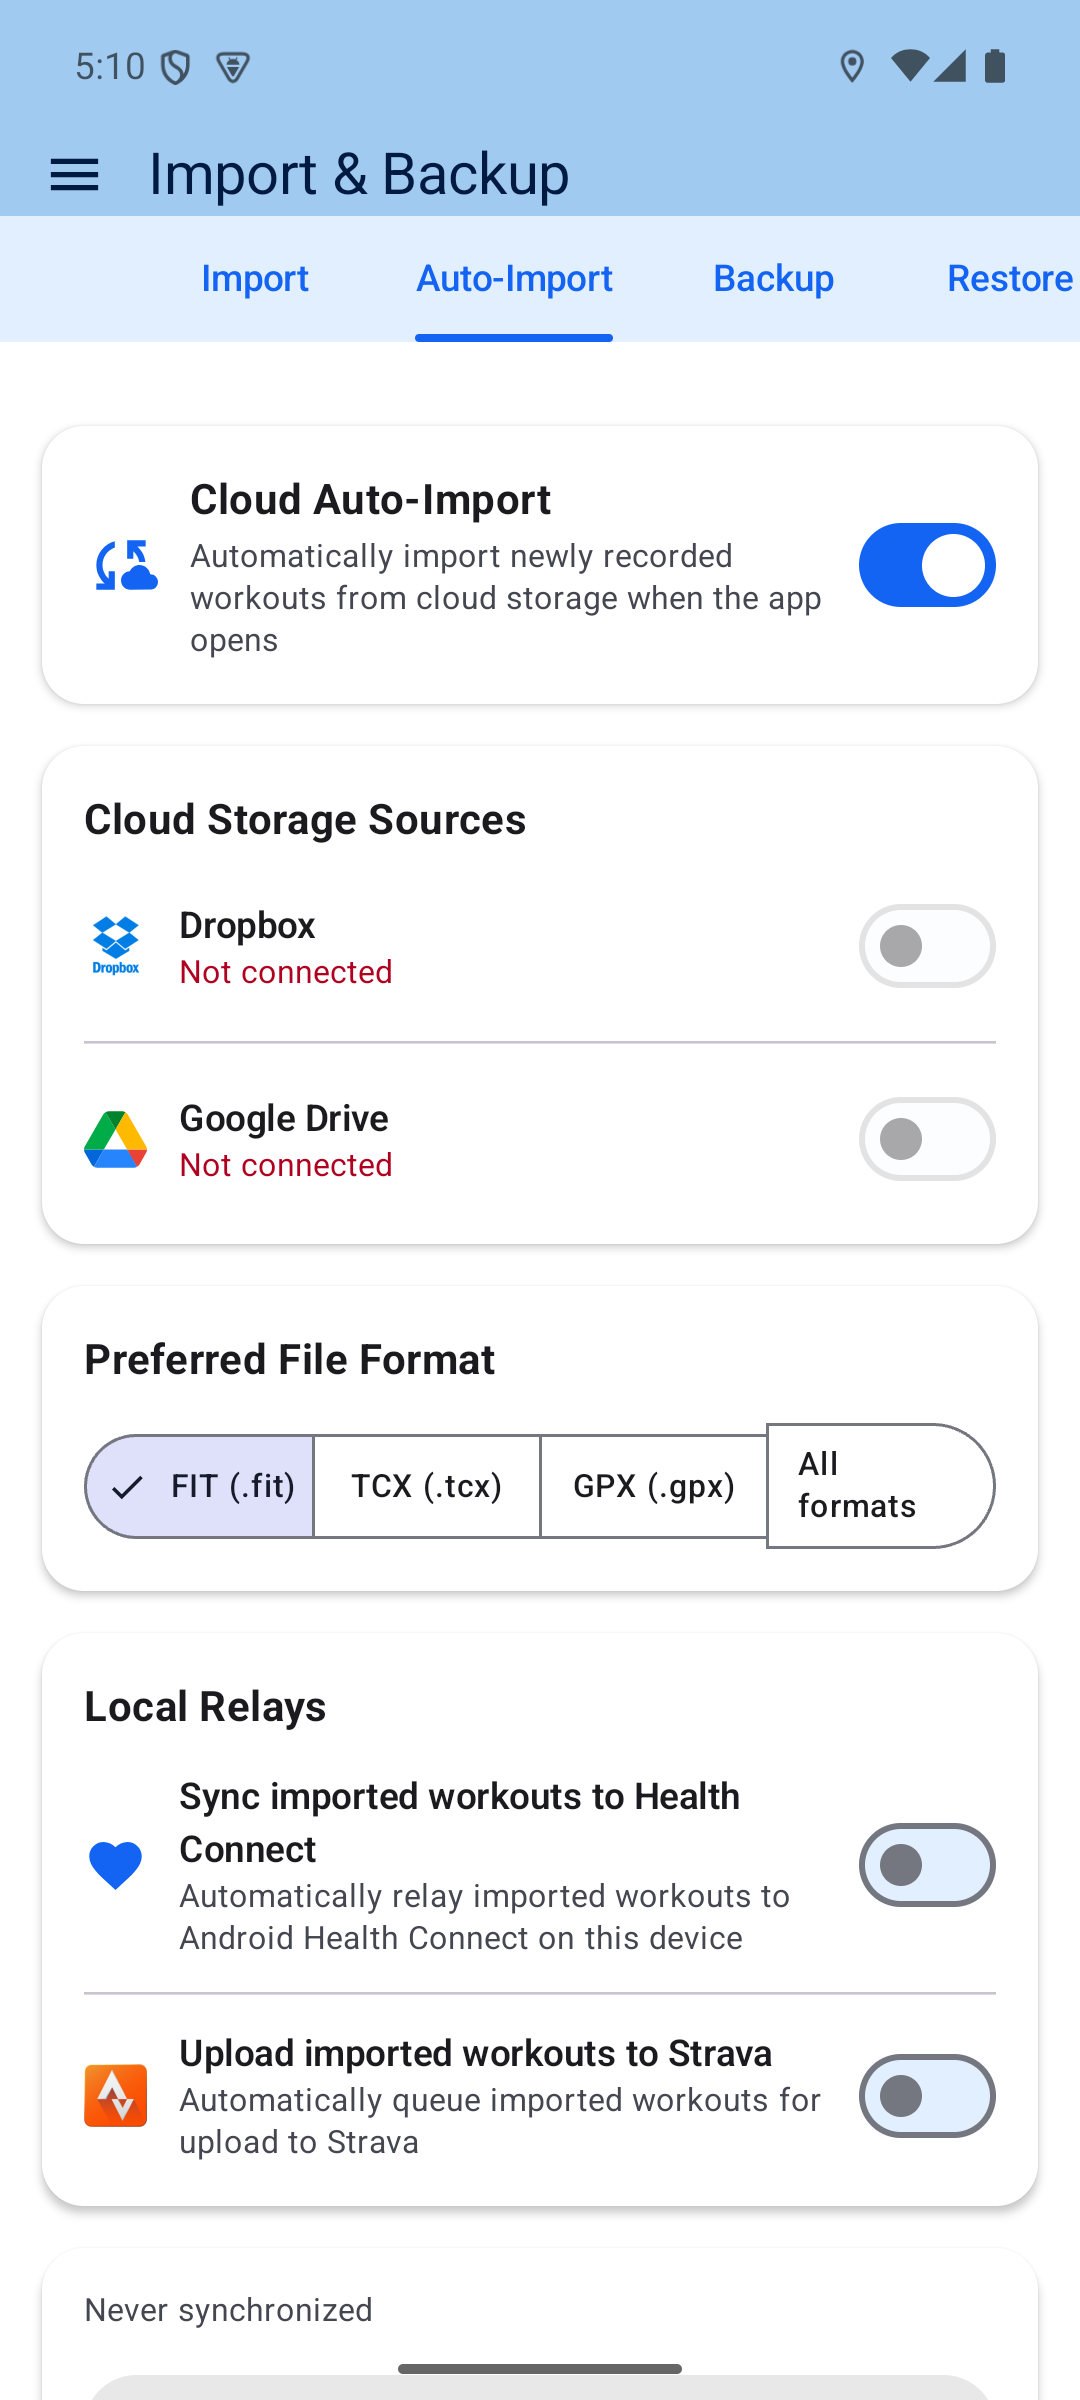 5:10
Import & Backup
Import
Auto-Import
Backup
Restore
Cloud Auto-Import
Automatically import newly recorded
workouts from cloud storage when the app
opens
Cloud Storage Sources
Dropbox
Dropbox
Not connected
Google Drive
Not connected
Preferred File Format
FIT (.fit)
TCX (.tcx)
GPX (.gpx)
All
formats
Local Relays
Sync imported workouts to Health
Connect
Automatically relay imported workouts to
Android Health Connect on this device
Upload imported workouts to Strava
Automatically queue imported workouts for
upload to Strava
Never synchronized